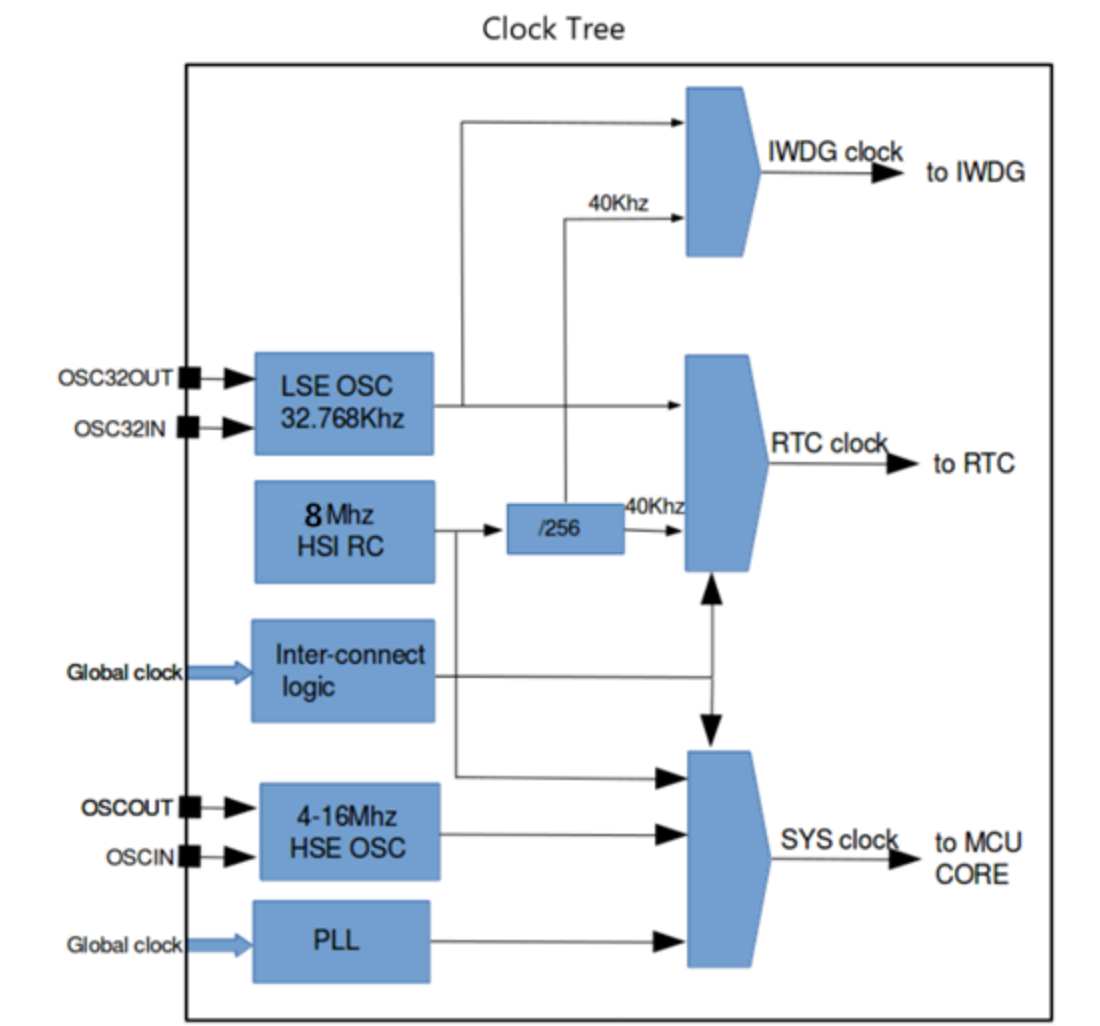 Clock Tree
IWDG clock
to IWDG
40Khz
OSC32OUT
OSC32IN
LSE OSC
32.768Khz
RTC clock
to RTC
8Mhz
HSI RC
/256
40Khz
Global clock
Inter-connect
logic
OSCOUT
OSCIN
4-16Mhz
HSE OSC
SYS clock
to MCU
CORE
Global clock
PLL